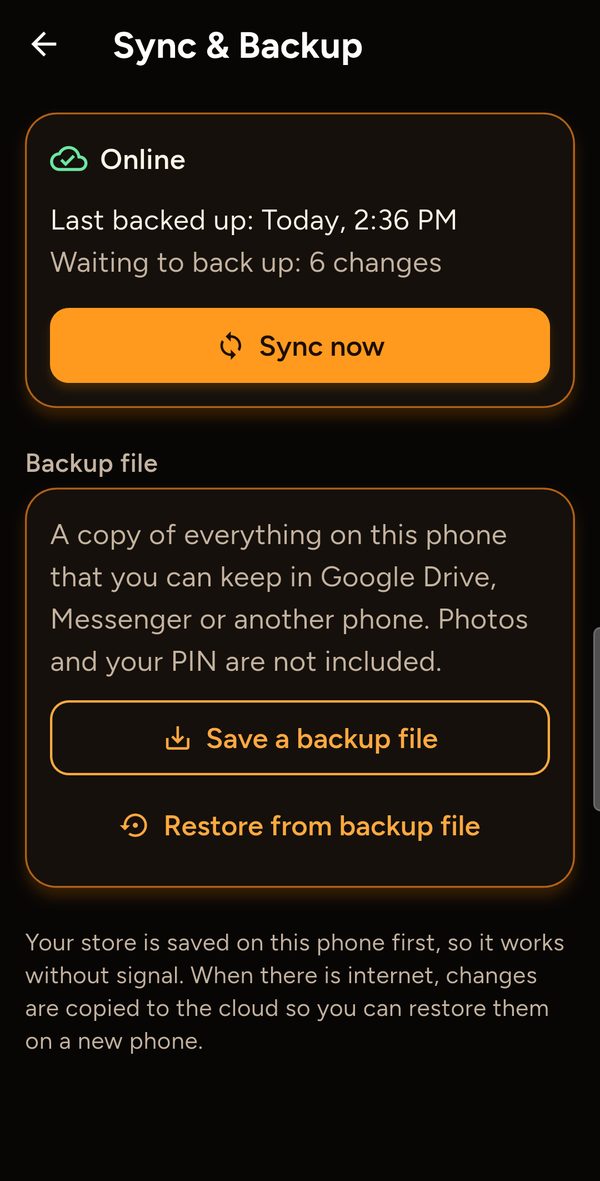 Sync & Backup
Online
Last backed up: Today, 2:36 PM
Waiting to back up: 6 changes
Sync now
Backup file
A copy of everything on this phone
that you can keep in Google Drive,
Messenger or another phone. Photos
and your PIN are not included.
Save a backup file
Restore from backup file
Your store is saved on this phone first, so it works
without signal. When there is internet, changes
are copied to the cloud so you can restore them
on a new phone.